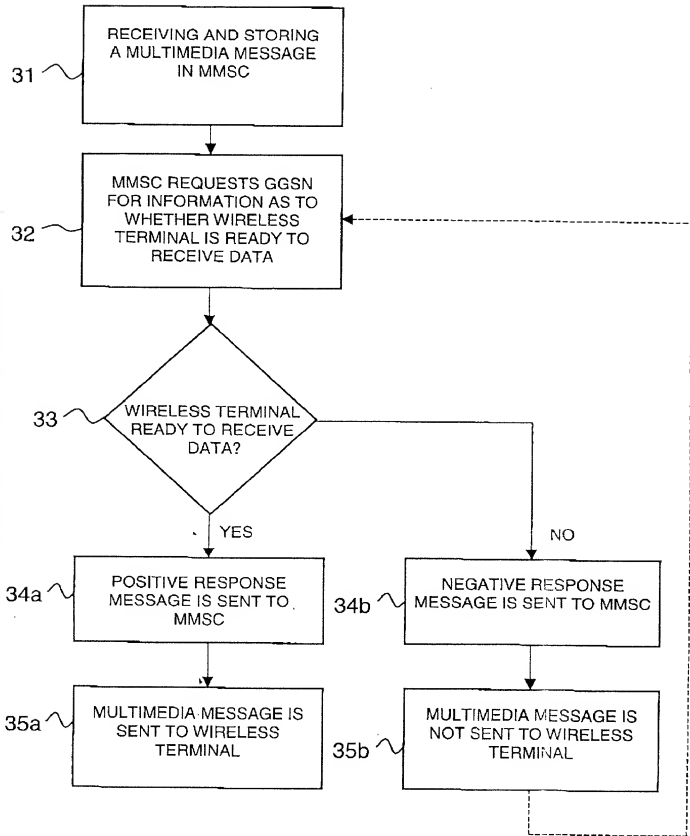 RECEIVING AND STORING
A MULTIMEDIA MESSAGE
IN MMSC
31
MMSC REQUESTS GGSN
FOR INFORMATION AS TO
WHETHER WIRELESS
TERMINAL IS READY TO
RECEIVE DATA
32
WIRELESS TERMINAL
READY TO RECEIVE
DATA?
33
YES
NO
POSITIVE RESPONSE
MESSAGE IS SENT TO
MMSC
34a
NEGATIVE RESPONSE
MESSAGE IS SENT TO MMSC
34b
MULTIMEDIA MESSAGE IS
SENT TO WIRELESS
TERMINAL
35a
MULTIMEDIA MESSAGE IS
NOT SENT TO WIRELESS
TERMINAL
35b